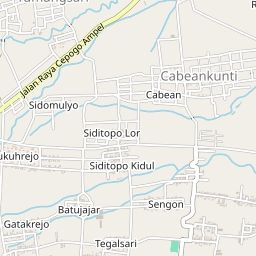 Jalan Raya Cepogo Ampel
Cabeankunti
Cabean
Sidomulyo
Siditopo Lor
Siditopo Kidul
Sengon
Batujajar
Gatakrejo
Tegalsari